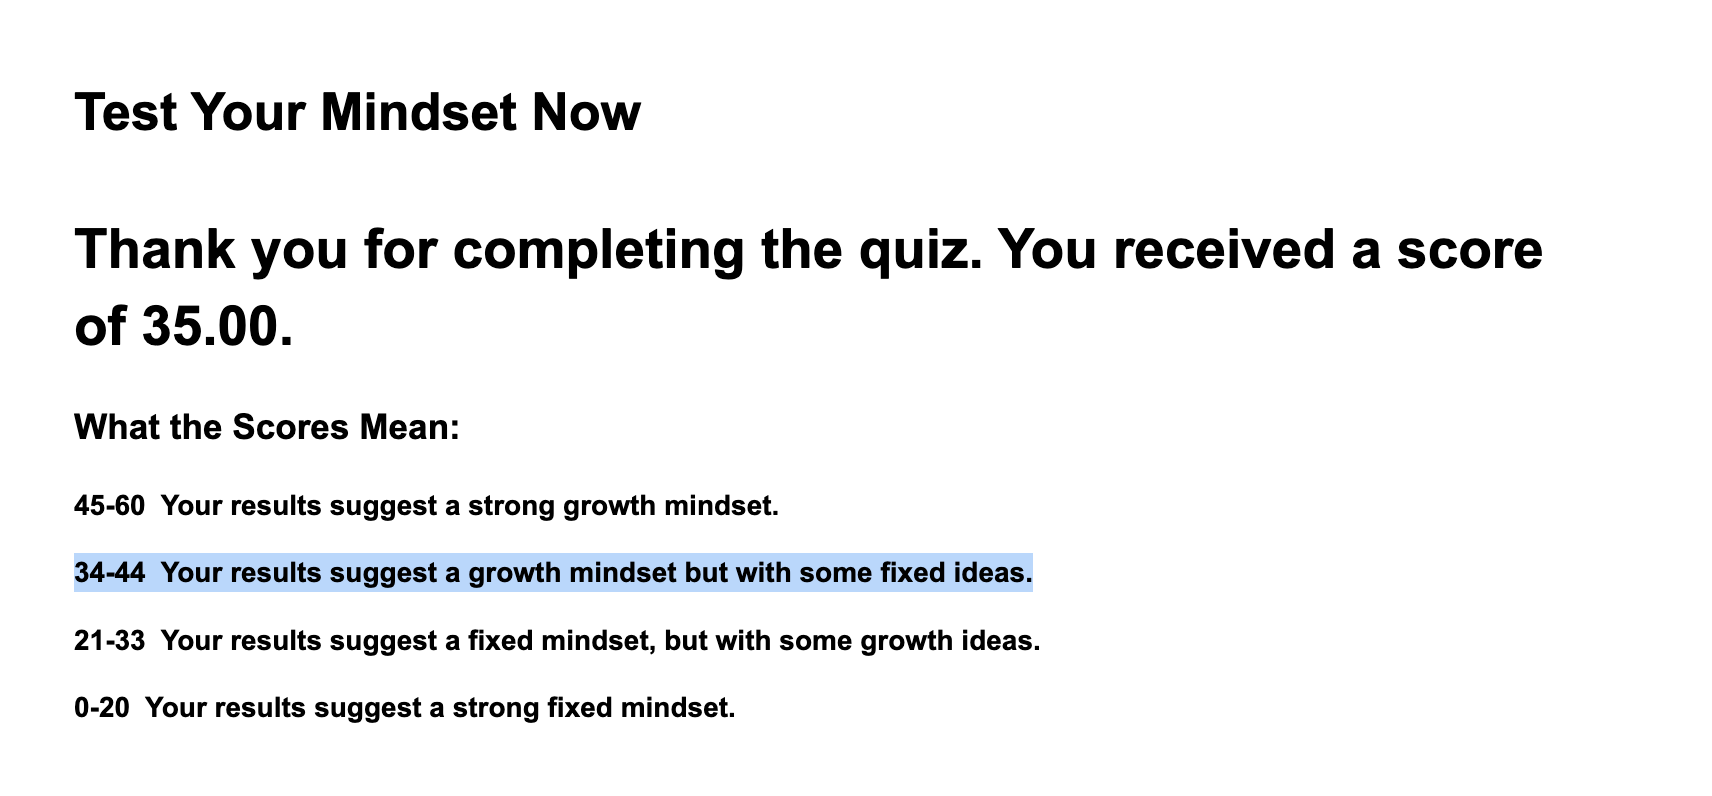 Test Your Mindset Now
Thank you for completing the quiz. You received a score
of 35.00.
What the Scores Mean:
45-60  Your results suggest a strong growth mindset.
34-44  Your results suggest a growth mindset but with some fixed ideas.
21-33  Your results suggest a fixed mindset, but with some growth ideas.
0-20  Your results suggest a strong fixed mindset.